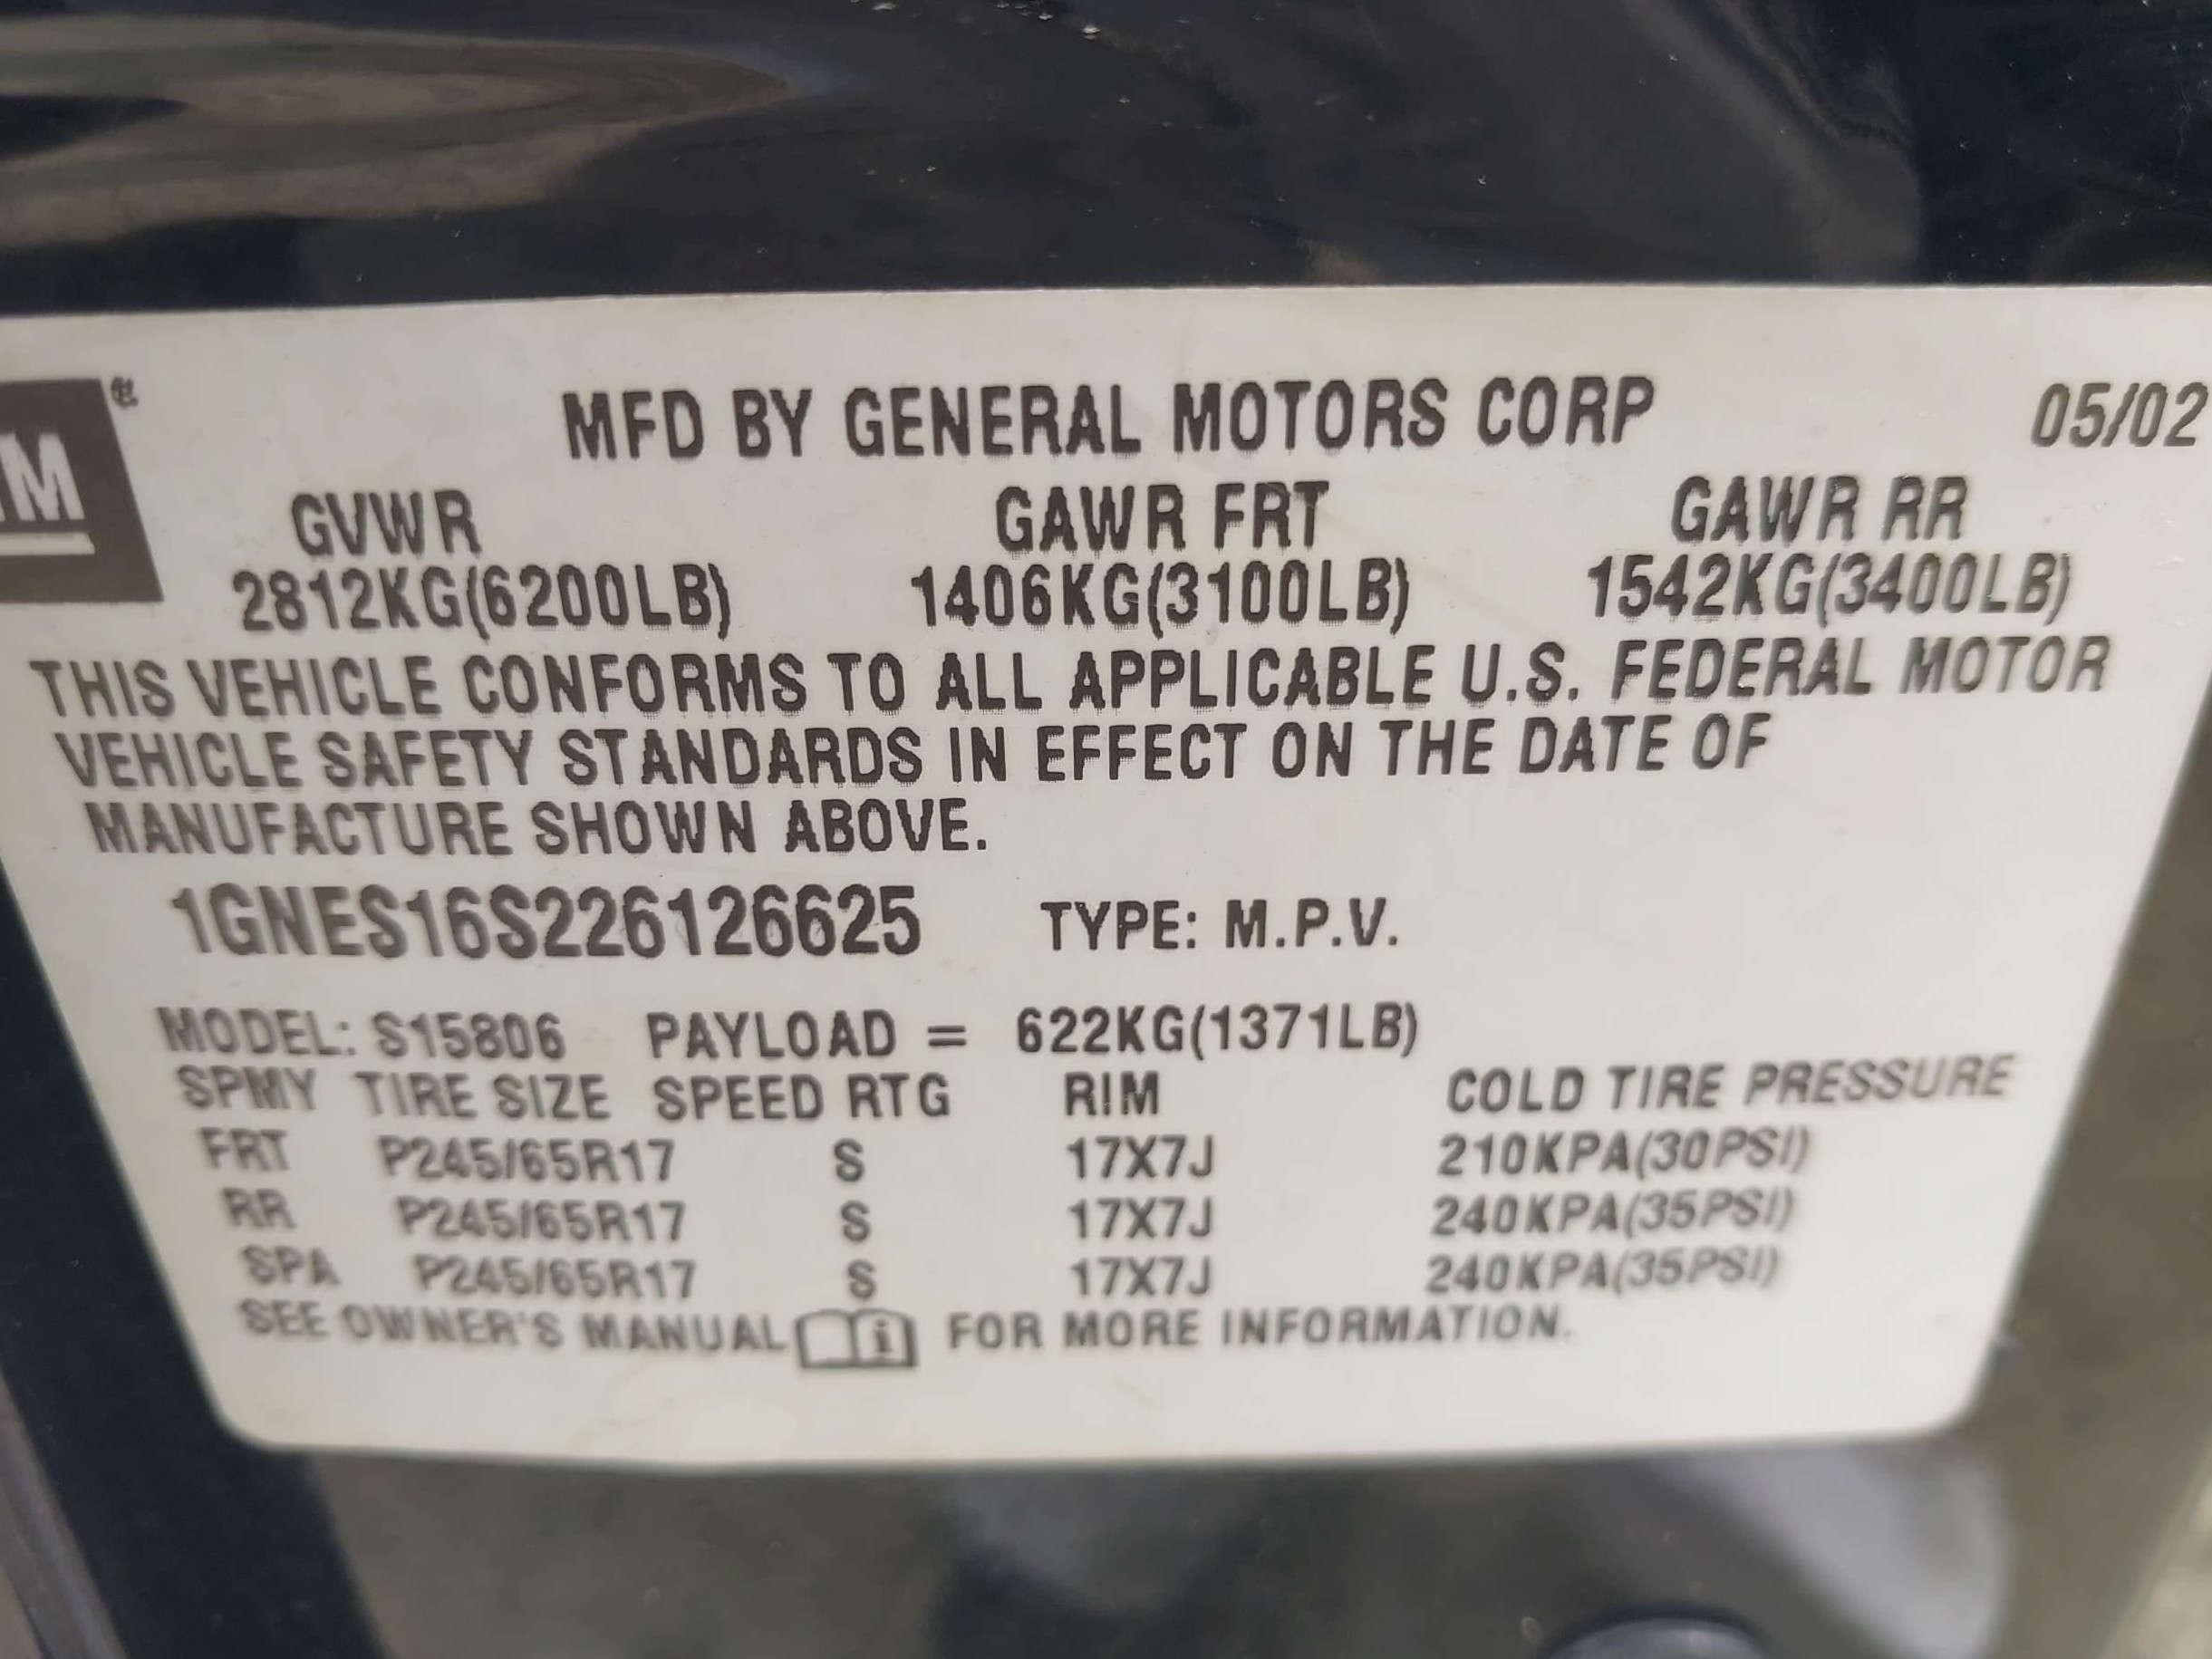 MFD BY GENERAL MOTORS CORP 05/02
M
GVWR GAWR FRT GAWR RR
2812KG(6200LB) 1406KG(3100LB) 1542KG(3400LB)
THIS VEHICLE CONFORMS TO ALL APPLICABLE U.S. FEDERAL MOTOR
VEHICLE SAFETY STANDARDS IN EFFECT ON THE DATE OF
MANUFACTURE SHOWN ABOVE.
1GNES16S226126625 TYPE: M.P.V.
MODEL: S15806 PAYLOAD = 622KG(1371LB)
SPMY TIRE SIZE SPEED RTG RIM COLD TIRE PRESSURE
FRT P245/65R17 S 17X7J 210KPA(30PSI)
RR P245/65R17 S 17X7J 240KPA(35PSI)
SPA P245/65R17 S 17X7J 240KPA(35PSI)
SEE OWNER'S MANUAL i FOR MORE INFORMATION.